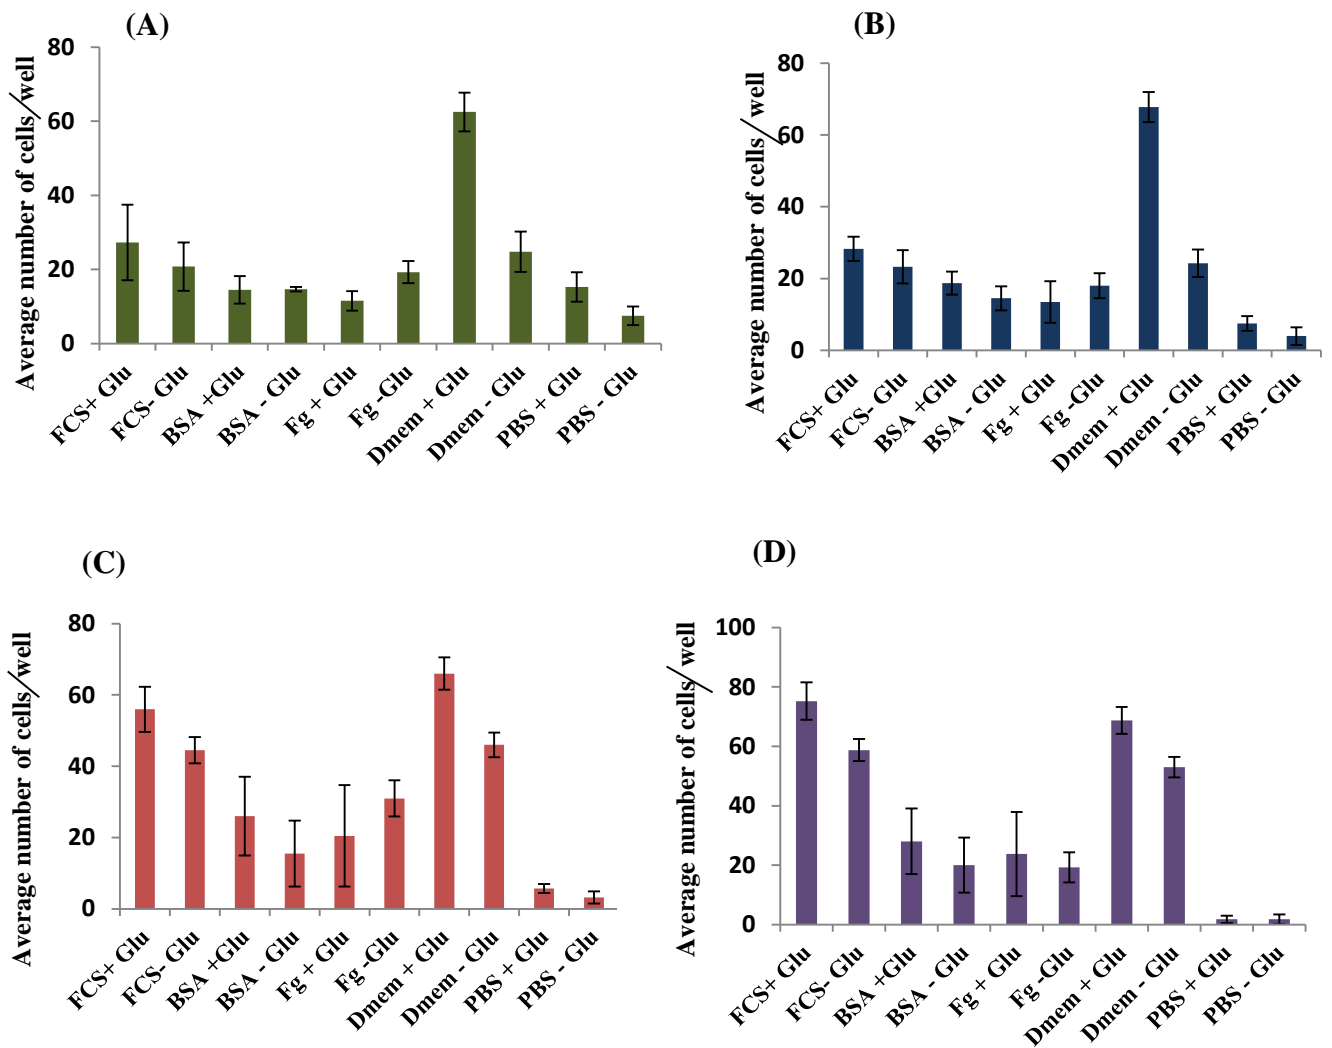 (A)
Average number of cells/well
80
60
40
20
0
FCS+ Glu
FCS- Glu
BSA +Glu
BSA - Glu
Fg + Glu
Fg -Glu
Dmem + Glu
Dmem - Glu
PBS + Glu
PBS - Glu
(B)
Average number of cells/well
80
60
40
20
0
FCS+ Glu
FCS- Glu
BSA +Glu
BSA - Glu
Fg + Glu
Fg -Glu
Dmem + Glu
Dmem - Glu
PBS + Glu
PBS - Glu
(C)
Average number of cells/well
80
60
40
20
0
FCS+ Glu
FCS- Glu
BSA +Glu
BSA - Glu
Fg + Glu
Fg -Glu
Dmem + Glu
Dmem - Glu
PBS + Glu
PBS - Glu
(D)
Average number of cells/well
100
80
60
40
20
0
FCS+ Glu
FCS- Glu
BSA +Glu
BSA - Glu
Fg + Glu
Fg -Glu
Dmem + Glu
Dmem - Glu
PBS + Glu
PBS - Glu